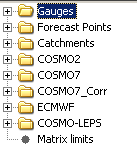 Gauges
Forecast Points
Catchments
COSMO2
COSMO7
COSMO7_Corr
ECMWF
COSMO-LEPS
Matrix limits